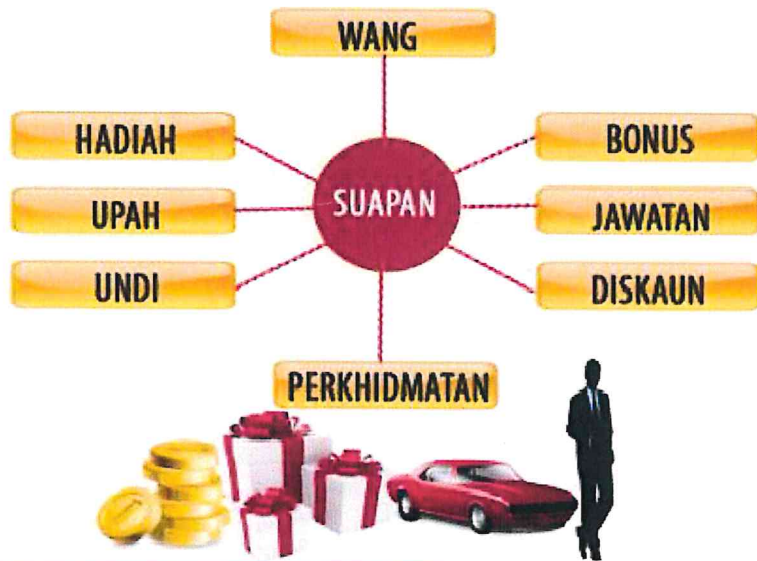 WANG
HADIAH
BONUS
SUAPAN
UPAH
JAWATAN
UNDI
DISKAUN
PERKHIDMATAN